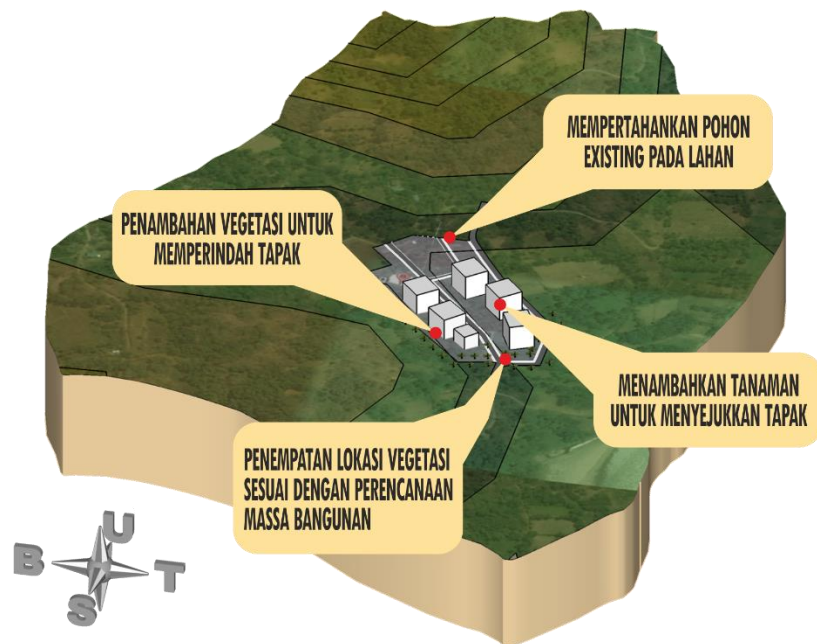 MEMPERTAHANKAN POHON
EXISTING PADA LAHAN
PENAMBAHAN VEGETASI UNTUK
MEMPERINDAH TAPAK
MENAMBAHKAN TANAMAN
UNTUK MENYEJUKKAN TAPAK
PENEMPATAN LOKASI VEGETASI
SESUAI DENGAN PERENCANAAN
MASSA BANGUNAN
U
B
T
S